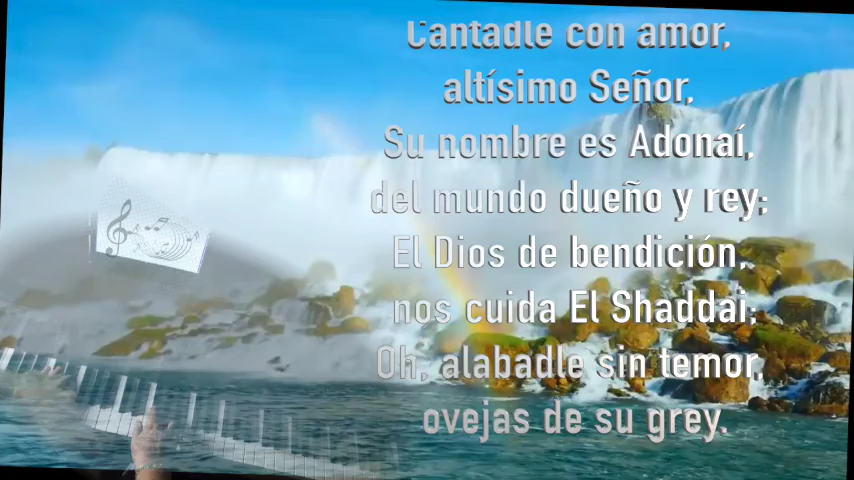 Cantadle con amor,
altísimo Señor.
Su nombre es Adonaí,
del mundo dueño y rey;
El Dios de bendición,
nos cuida El Shaddai;
Oh, alabadle sin temor,
ovejas de su grey.